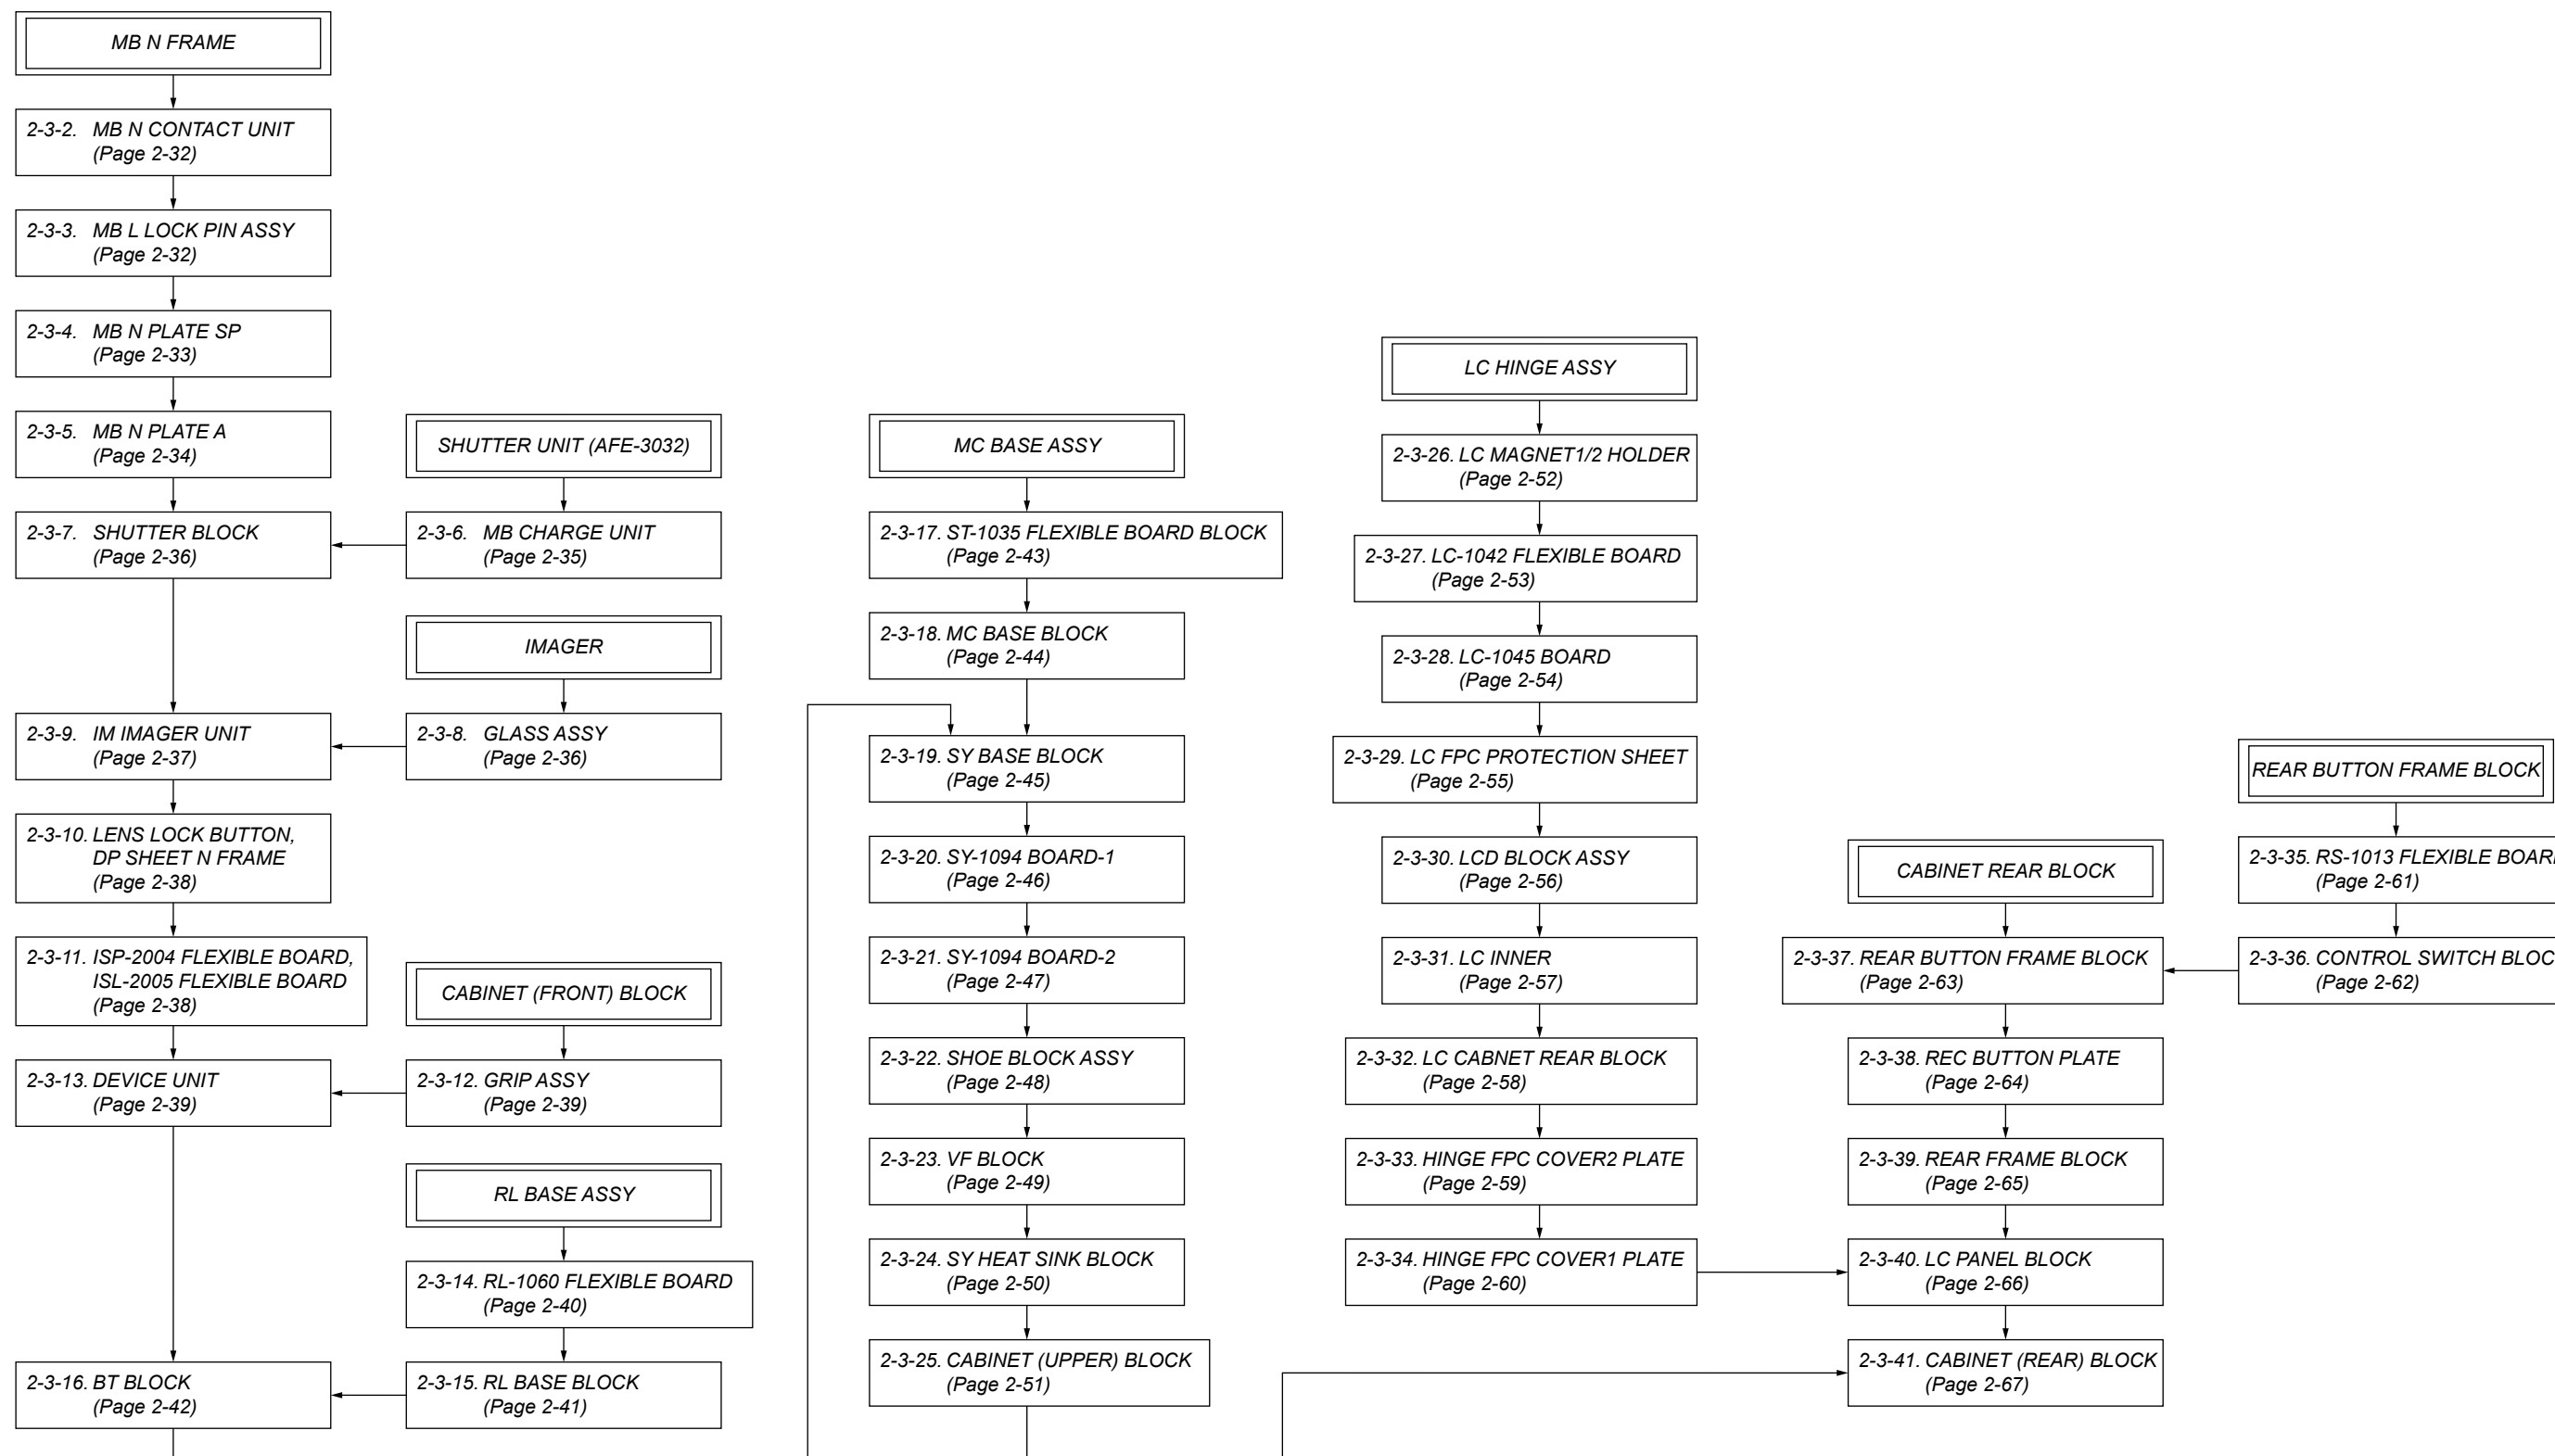 MB N FRAME
2-3-2. MB N CONTACT UNIT
(Page 2-32)
2-3-3. MB L LOCK PIN ASSY
(Page 2-32)
2-3-4. MB N PLATE SP
(Page 2-33)
2-3-5. MB N PLATE A
(Page 2-34)
2-3-7. SHUTTER BLOCK
(Page 2-36)
2-3-9. IM IMAGER UNIT
(Page 2-37)
2-3-10. LENS LOCK BUTTON,
DP SHEET N FRAME
(Page 2-38)
2-3-11. ISP-2004 FLEXIBLE BOARD,
ISL-2005 FLEXIBLE BOARD
(Page 2-38)
2-3-13. DEVICE UNIT
(Page 2-39)
2-3-16. BT BLOCK
(Page 2-42)
SHUTTER UNIT (AFE-3032)
2-3-6. MB CHARGE UNIT
(Page 2-35)
IMAGER
2-3-8. GLASS ASSY
(Page 2-36)
CABINET (FRONT) BLOCK
2-3-12. GRIP ASSY
(Page 2-39)
RL BASE ASSY
2-3-14. RL-1060 FLEXIBLE BOARD
(Page 2-40)
2-3-15. RL BASE BLOCK
(Page 2-41)
MC BASE ASSY
2-3-17. ST-1035 FLEXIBLE BOARD BLOCK
(Page 2-43)
2-3-18. MC BASE BLOCK
(Page 2-44)
2-3-19. SY BASE BLOCK
(Page 2-45)
2-3-20. SY-1094 BOARD-1
(Page 2-46)
2-3-21. SY-1094 BOARD-2
(Page 2-47)
2-3-22. SHOE BLOCK ASSY
(Page 2-48)
2-3-23. VF BLOCK
(Page 2-49)
2-3-24. SY HEAT SINK BLOCK
(Page 2-50)
2-3-25. CABINET (UPPER) BLOCK
(Page 2-51)
LC HINGE ASSY
2-3-26. LC MAGNET1/2 HOLDER
(Page 2-52)
2-3-27. LC-1042 FLEXIBLE BOARD
(Page 2-53)
2-3-28. LC-1045 BOARD
(Page 2-54)
2-3-29. LC FPC PROTECTION SHEET
(Page 2-55)
2-3-30. LCD BLOCK ASSY
(Page 2-56)
2-3-31. LC INNER
(Page 2-57)
2-3-32. LC CABNET REAR BLOCK
(Page 2-58)
2-3-33. HINGE FPC COVER2 PLATE
(Page 2-59)
2-3-34. HINGE FPC COVER1 PLATE
(Page 2-60)
CABINET REAR BLOCK
2-3-37. REAR BUTTON FRAME BLOCK
(Page 2-63)
2-3-38. REC BUTTON PLATE
(Page 2-64)
2-3-39. REAR FRAME BLOCK
(Page 2-65)
2-3-40. LC PANEL BLOCK
(Page 2-66)
2-3-41. CABINET (REAR) BLOCK
(Page 2-67)
REAR BUTTON FRAME BLOCK
2-3-35. RS-1013 FLEXIBLE
(Page 2-61)
2-3-36. CONTROL SWITCH
(Page 2-62)